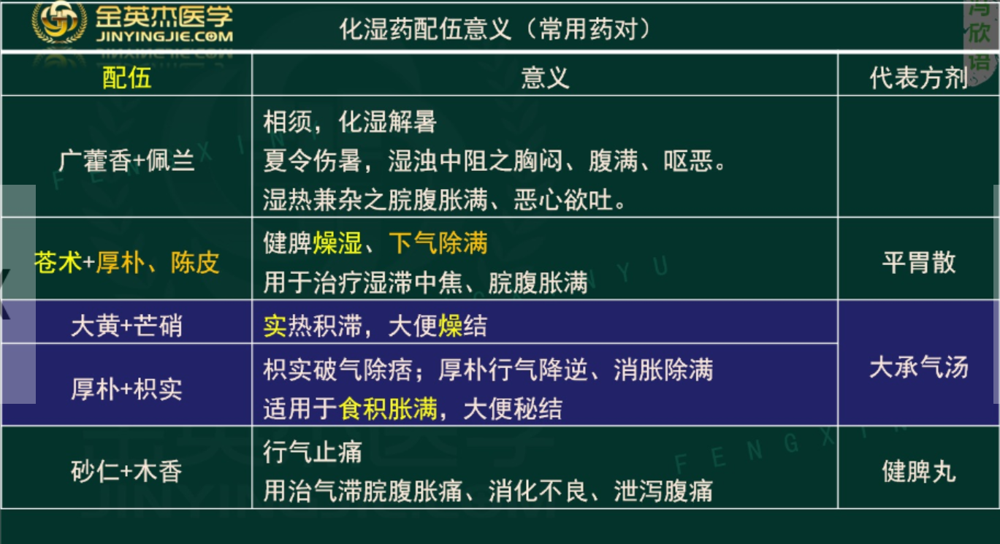 金英杰医学
JINYINGJIE.COM
化湿药配伍意义（常用药对）
冯欣语
配伍 意义 代表方剂
相须，化湿解暑
广藿香+佩兰 夏令伤暑，湿浊中阻之胸闷、腹满、呕恶。
湿热兼杂之脘腹胀满、恶心欲吐。
健脾燥湿、下气除满
苍术+厚朴、陈皮 平胃散
用于治疗湿滞中焦、脘腹胀满
大黄+芒硝 实热积滞，大便燥结
大承气汤
枳实破气除痞；厚朴行气降逆、消胀除满
厚朴+枳实
适用于食积胀满，大便秘结
行气止痛
砂仁+木香 健脾丸
用治气滞脘腹胀痛、消化不良、泄泻腹痛